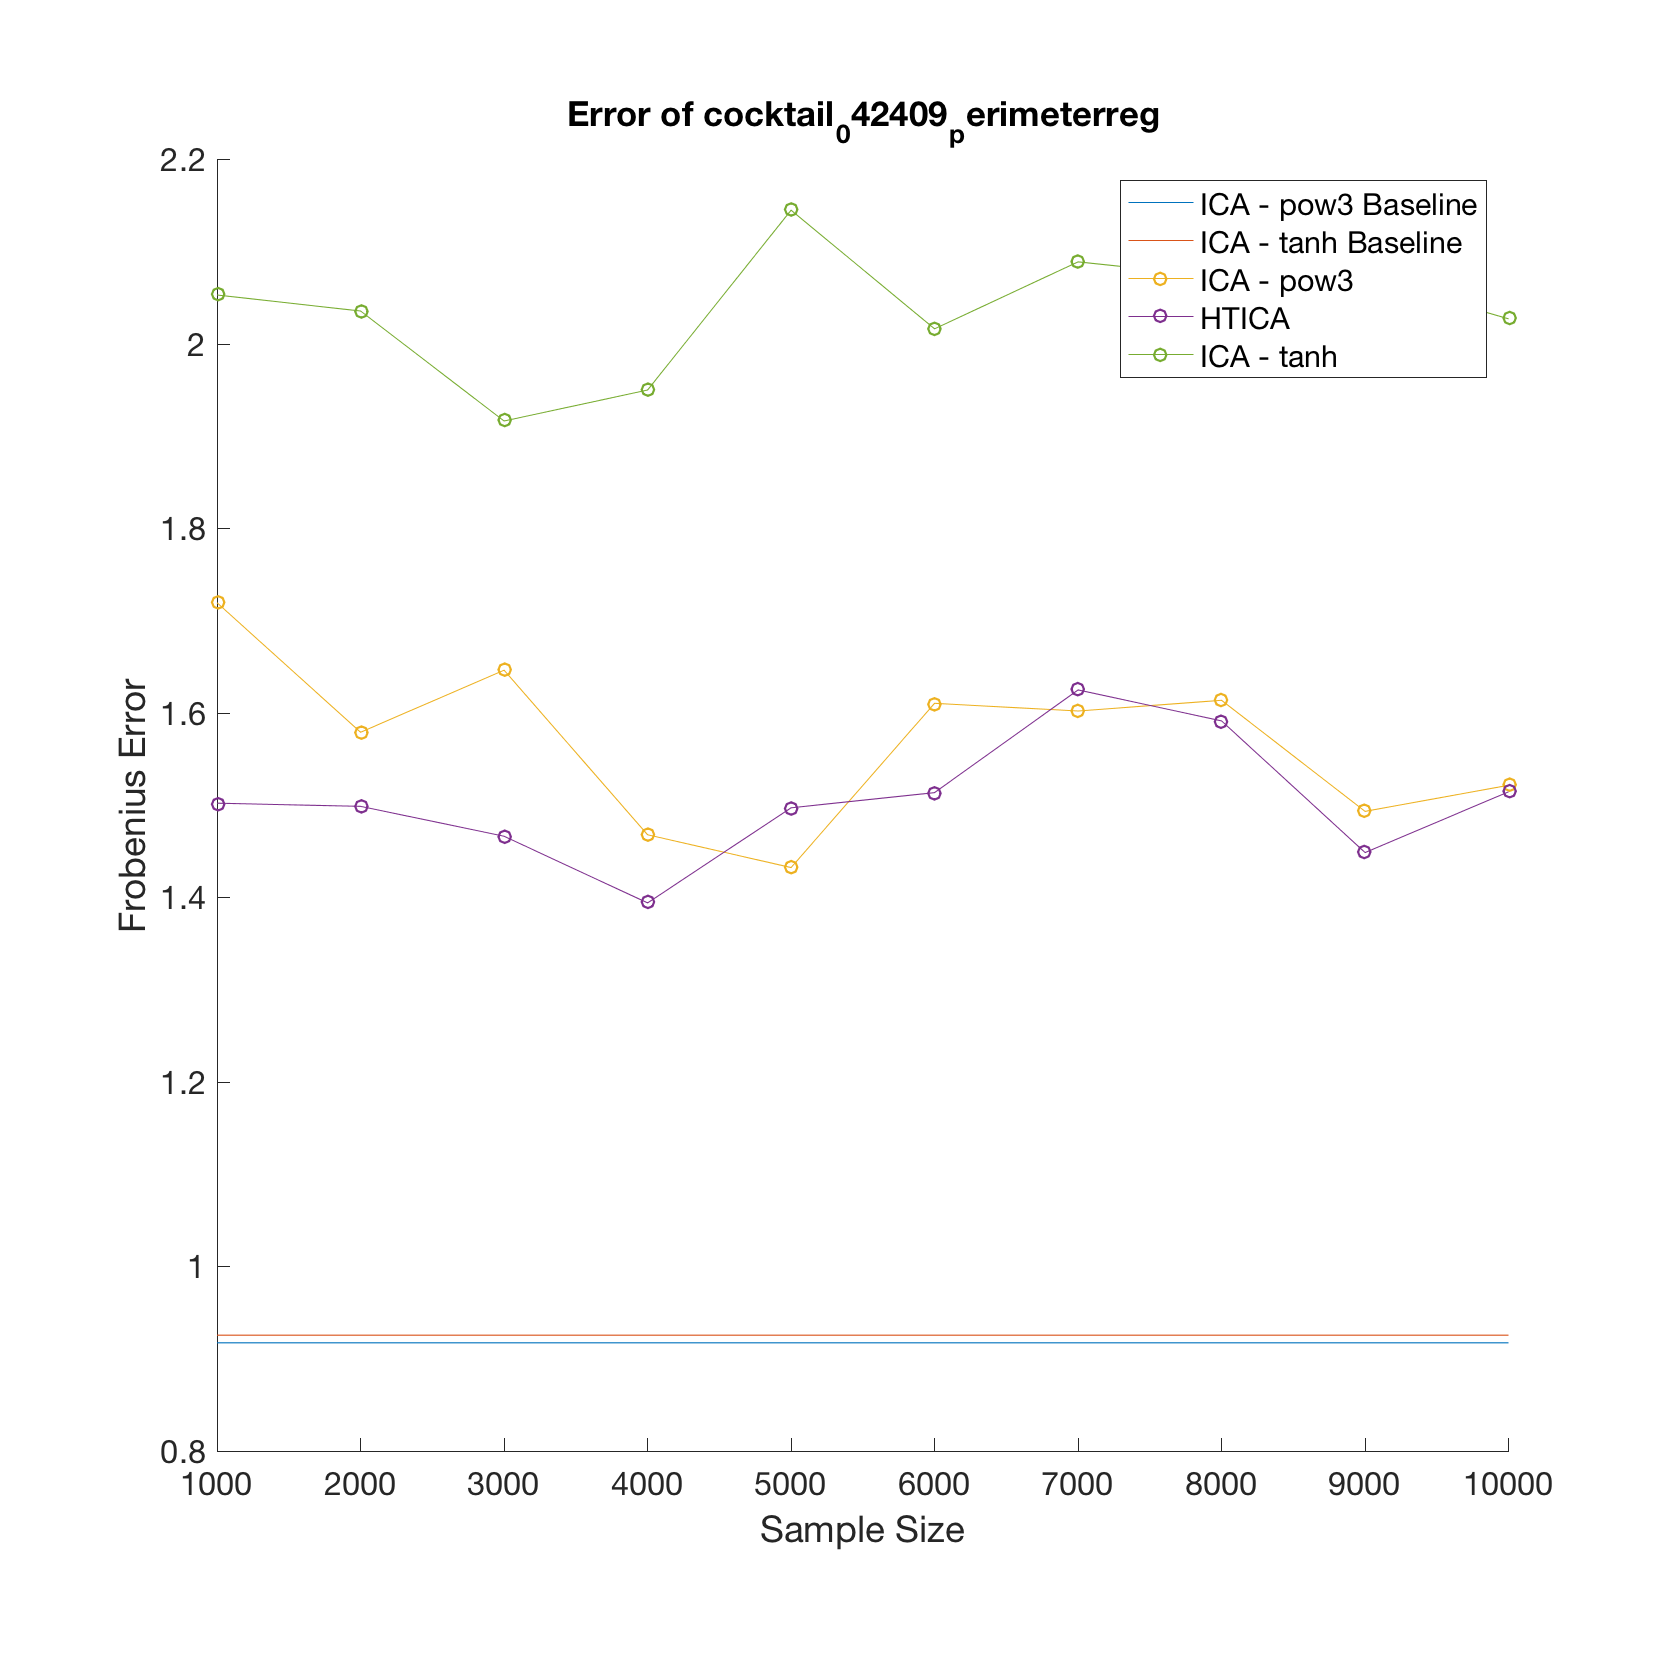 Error of cocktail_042409_perimeterreg
2.2
2
1.8
1.6
1.4
1.2
1
0.8
Frobenius Error
ICA - pow3 Baseline
ICA - tanh Baseline
ICA - pow3
HTICA
ICA - tanh
1000 2000 3000 4000 5000 6000 7000 8000 9000 10000
Sample Size